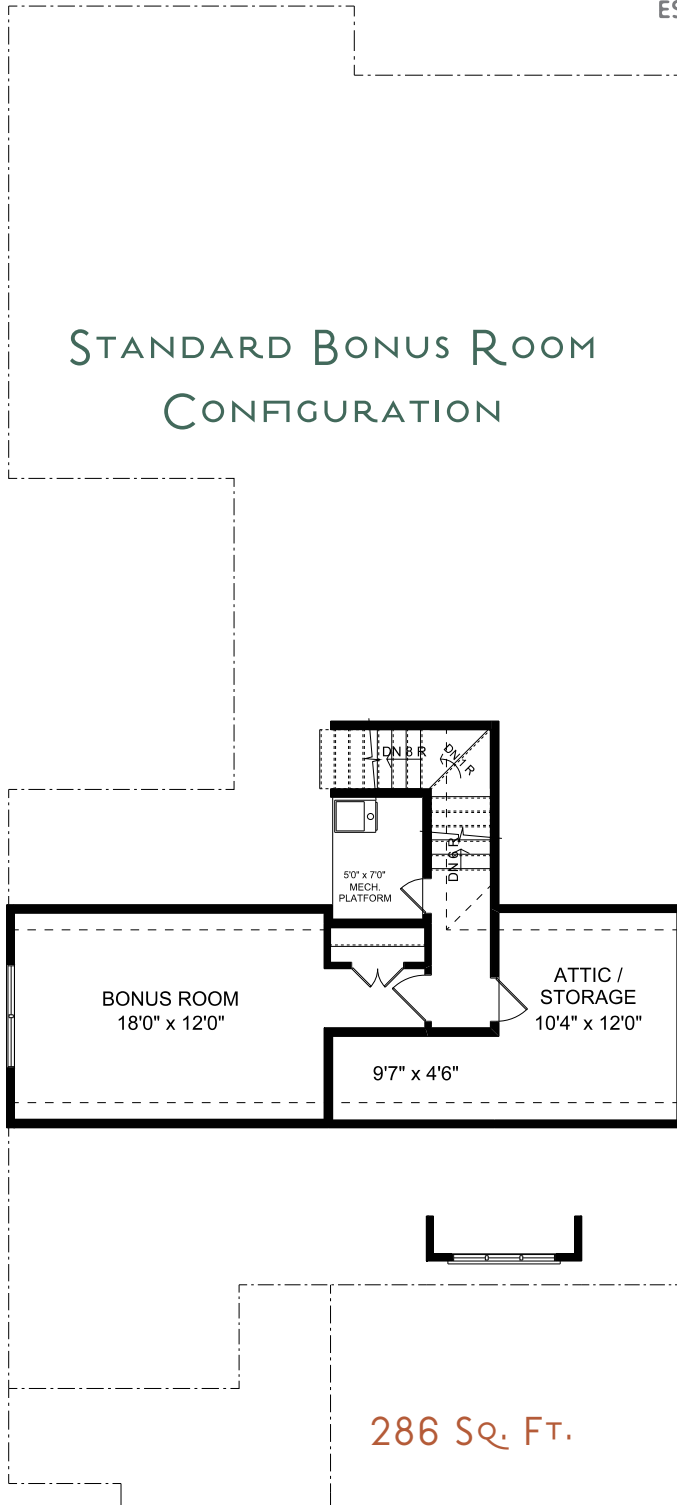 ES
STANDARD BONUS ROOM
CONFIGURATION
DN 8 R
DN 1 R
DN 6 R
5'0" x 7'0"
MECH.
PLATFORM
BONUS ROOM
18'0" x 12'0"
ATTIC /
STORAGE
10'4" x 12'0"
9'7" x 4'6"
286 SQ. FT.